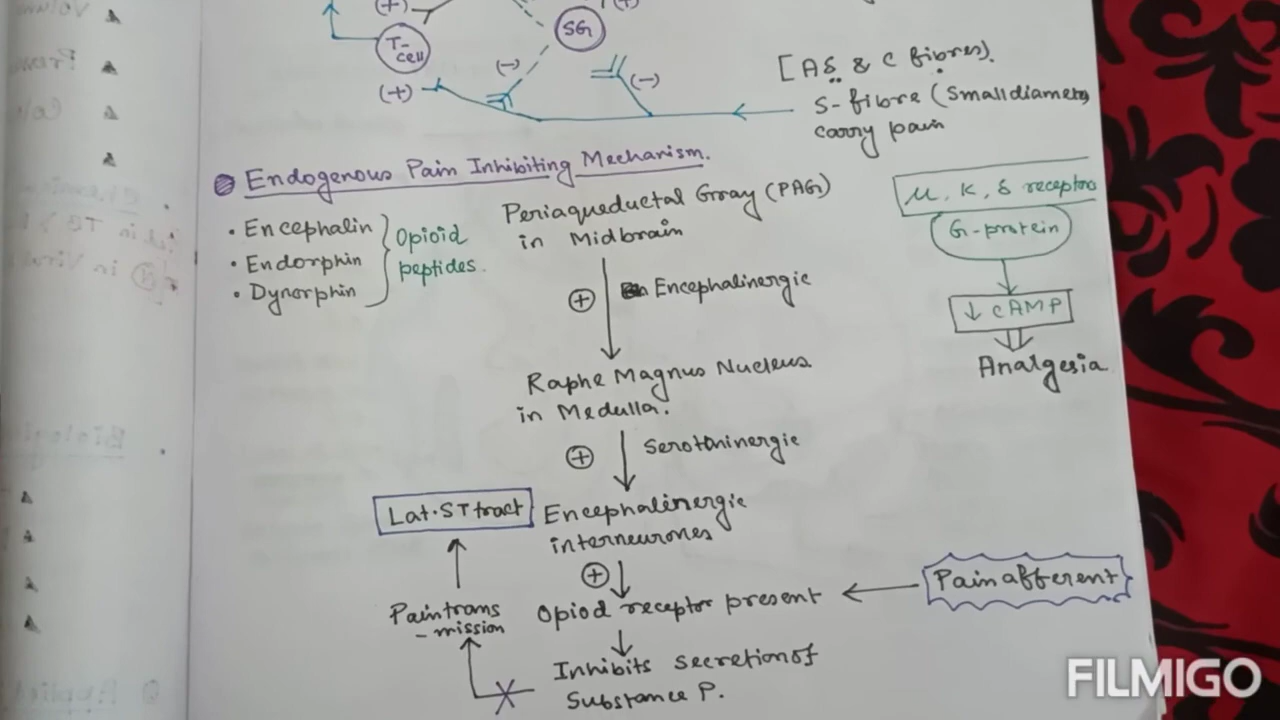 (+)
(+)
SG
T-
cell
(-)
(-)
(+)
[Aδ & C fibres).
S-fibre (Small diameter)
carry pain
Endogenous Pain Inhibiting Mechanism.
• Encephalin
• Endorphin
• Dynorphin
Opioid
peptides.
Periaqueductal Gray (PAG)
in Midbrain
+
Encephalinergic
Raphe Magnus Nucleus
in Medulla.
+
Serotoninergic
Encephalinergic
interneurones
+
Opiod receptor present
Pain afferent
Inhibits secretion of
Substance P.
Pain trans
-mission
Lat. ST tract
μ, K, δ receptors
G-protein
↓ cAMP
Analgesia
FILMIGO